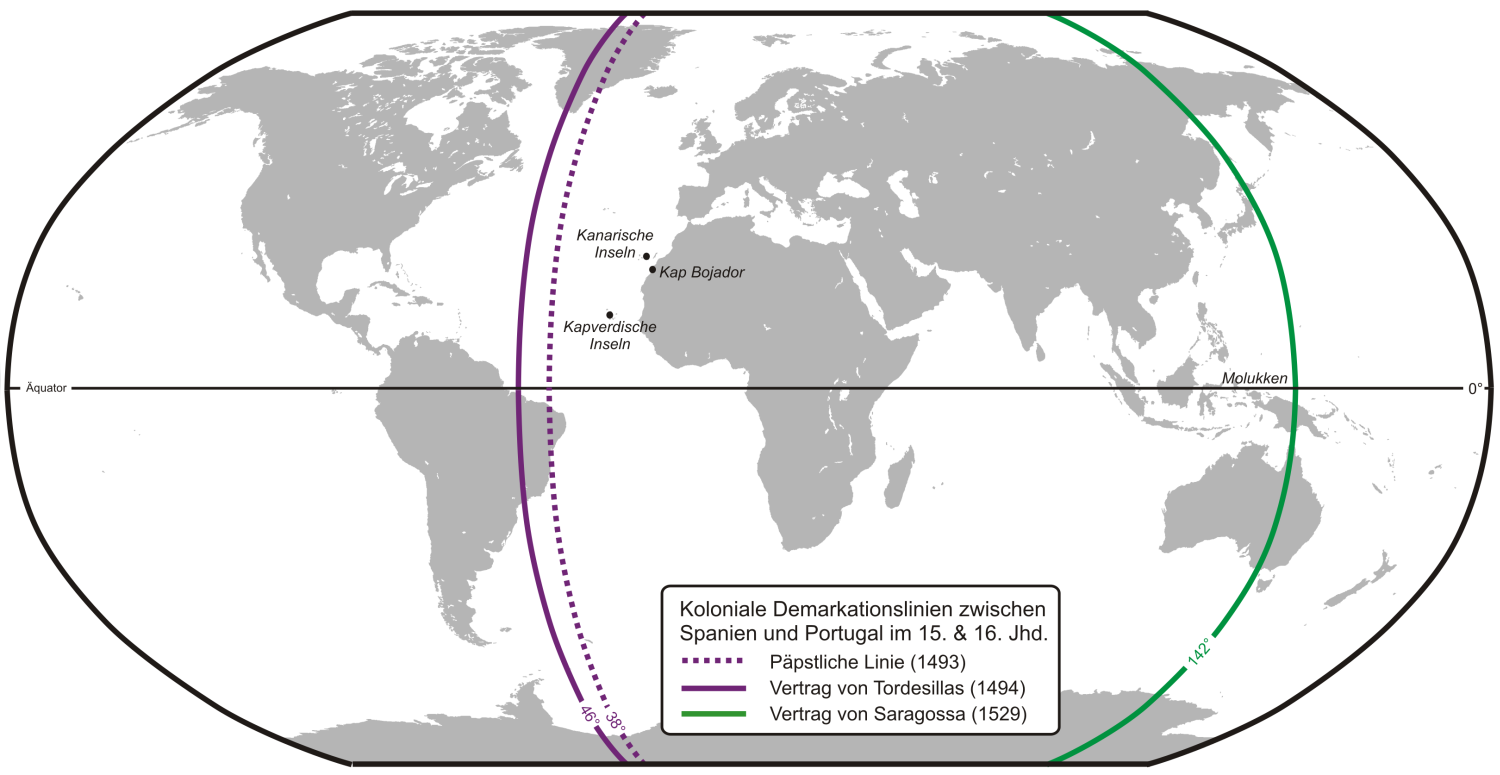 Kanarische
Inseln
Kap Bojador
Kapverdische
Inseln
Molukken
Äquator
0°
Koloniale Demarkationslinien zwischen
Spanien und Portugal im 15. & 16. Jhd.
Päpstliche Linie (1493)
Vertrag von Tordesillas (1494)
Vertrag von Saragossa (1529)
142°
46°
38°